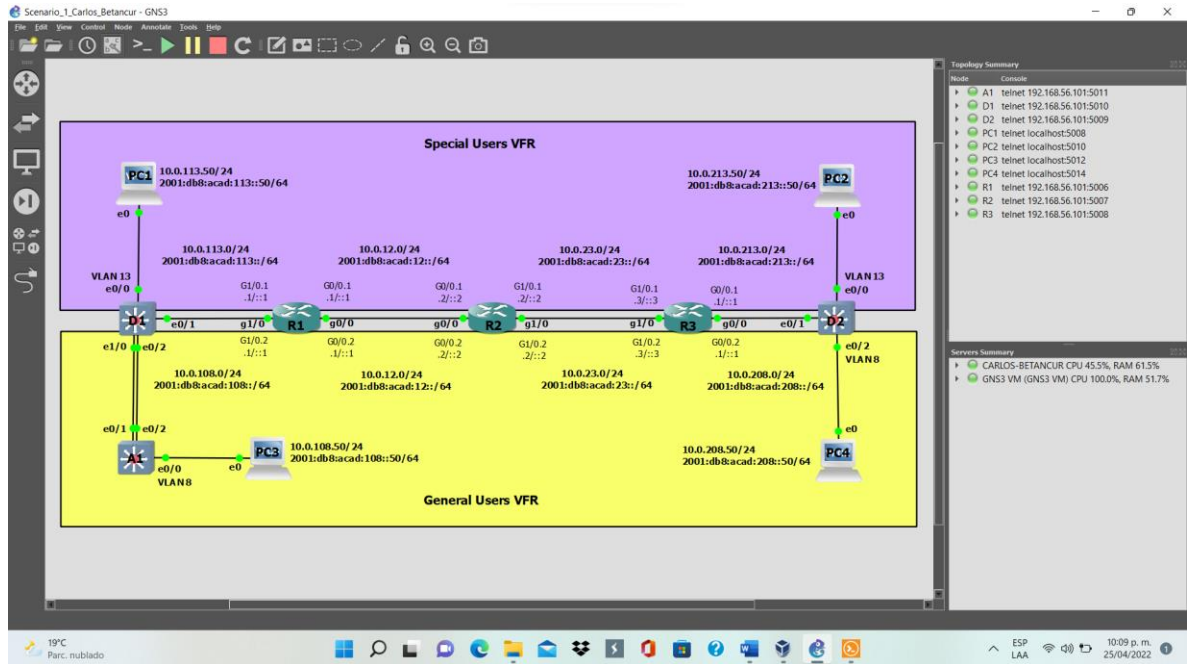 Scenario_1_Carlos_Betancur - GNS3
File Edit View Control Node Annotate Tools Help
Topology Summary
Node Console
A1 telnet 192.168.56.101:5011
D1 telnet 192.168.56.101:5010
D2 telnet 192.168.56.101:5009
PC1 telnet localhost:5008
PC2 telnet localhost:5010
PC3 telnet localhost:5012
PC4 telnet localhost:5014
R1 telnet 192.168.56.101:5006
R2 telnet 192.168.56.101:5007
R3 telnet 192.168.56.101:5008
Special Users VFR
PC1
10.0.113.50/24
2001:db8:acad:113::50/64
10.0.213.50/24
2001:db8:acad:213::50/64
PC2
e0
e0
10.0.113.0/24
2001:db8:acad:113::/64
10.0.12.0/24
2001:db8:acad:12::/64
10.0.23.0/24
2001:db8:acad:23::/64
10.0.213.0/24
2001:db8:acad:213::/64
VLAN 13
e0/0
G1/0.1
.1/::1
G0/0.1
.1/::1
G0/0.1
.2/::2
G1/0.1
.2/::2
G1/0.1
.3/::3
G0/0.1
.1/::1
VLAN 13
e0/0
D1 e0/1 g1/0 R1 g0/0 g0/0 R2 g1/0 g1/0 R3 g0/0 e0/1 D2
e1/0 e0/2
G1/0.2
.1/::1
G0/0.2
.1/::1
G0/0.2
.2/::2
G1/0.2
.2/::2
G1/0.2
.3/::3
G0/0.2
.1/::1
e0/2
VLAN 8
10.0.108.0/24
2001:db8:acad:108::/64
10.0.12.0/24
2001:db8:acad:12::/64
10.0.23.0/24
2001:db8:acad:23::/64
10.0.208.0/24
2001:db8:acad:208::/64
Servers Summary
CARLOS-BETANCUR CPU 45.5%, RAM 61.5%
GNS3 VM (GNS3 VM) CPU 100.0%, RAM 51.7%
e0/1 e0/2
A1
e0/0
VLAN 8
e0
PC3
10.0.108.50/24
2001:db8:acad:108::50/64
10.0.208.50/24
2001:db8:acad:208::50/64
e0
PC4
General Users VFR
19°C
Parc. nublado
ESP
LAA
10:09 p. m.
25/04/2022